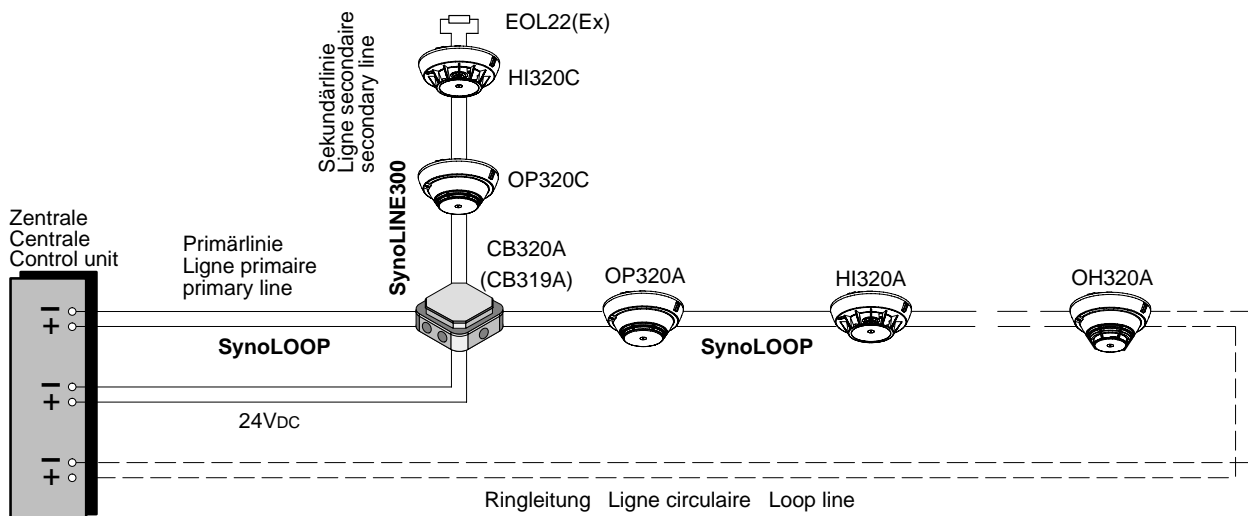 EOL22(Ex)
HI320C
Sekundärlinie
Ligne secondaire
secondary line
OP320C
SynoLINE300
Zentrale
Centrale
Control unit
Primärlinie
Ligne primaire
primary line
CB320A
(CB319A)
OP320A
HI320A
OH320A
–
+
SynoLOOP
SynoLOOP
–
+
24VDC
–
+
Ringleitung Ligne circulaire Loop line